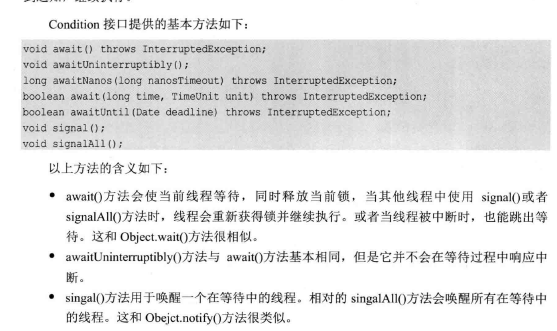 Condition 接口提供的基本方法如下：
void await() throws InterruptedException;
void awaitUninterruptibly();
long awaitNanos(long nanosTimeout) throws InterruptedException;
boolean await(long time, TimeUnit unit) throws InterruptedException;
boolean awaitUntil(Date deadline) throws InterruptedException;
void signal();
void signalAll();
以上方法的含义如下：
• await()方法会使当前线程等待，同时释放当前锁，当其他线程中使用 signal()或者
signalAll()方法时，线程会重新获得锁并继续执行。或者当线程被中断时，也能跳出等
待。这和 Object.wait()方法很相似。
• awaitUninterruptibly()方法与 await()方法基本相同，但是它并不会在等待过程中响应中
断。
• singal()方法用于唤醒一个在等待中的线程。相对的 singalAll()方法会唤醒所有在等待中
的线程。这和 Obejct.notify()方法很类似。